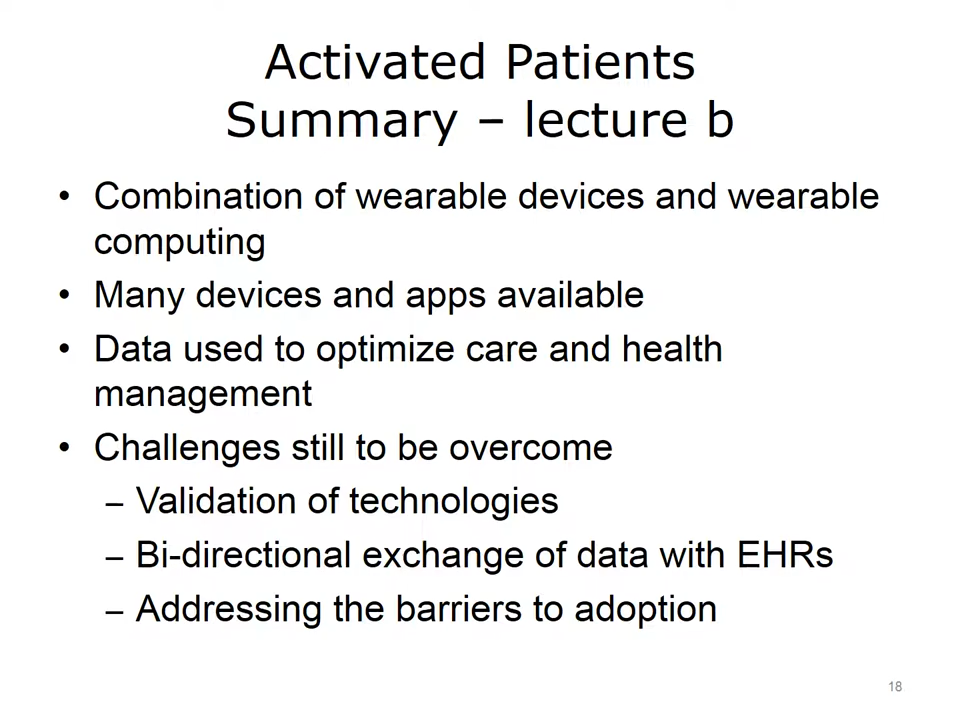 Activated Patients
Summary – lecture b
• Combination of wearable devices and wearable
computing
• Many devices and apps available
• Data used to optimize care and health
management
• Challenges still to be overcome
– Validation of technologies
– Bi-directional exchange of data with EHRs
– Addressing the barriers to adoption
18